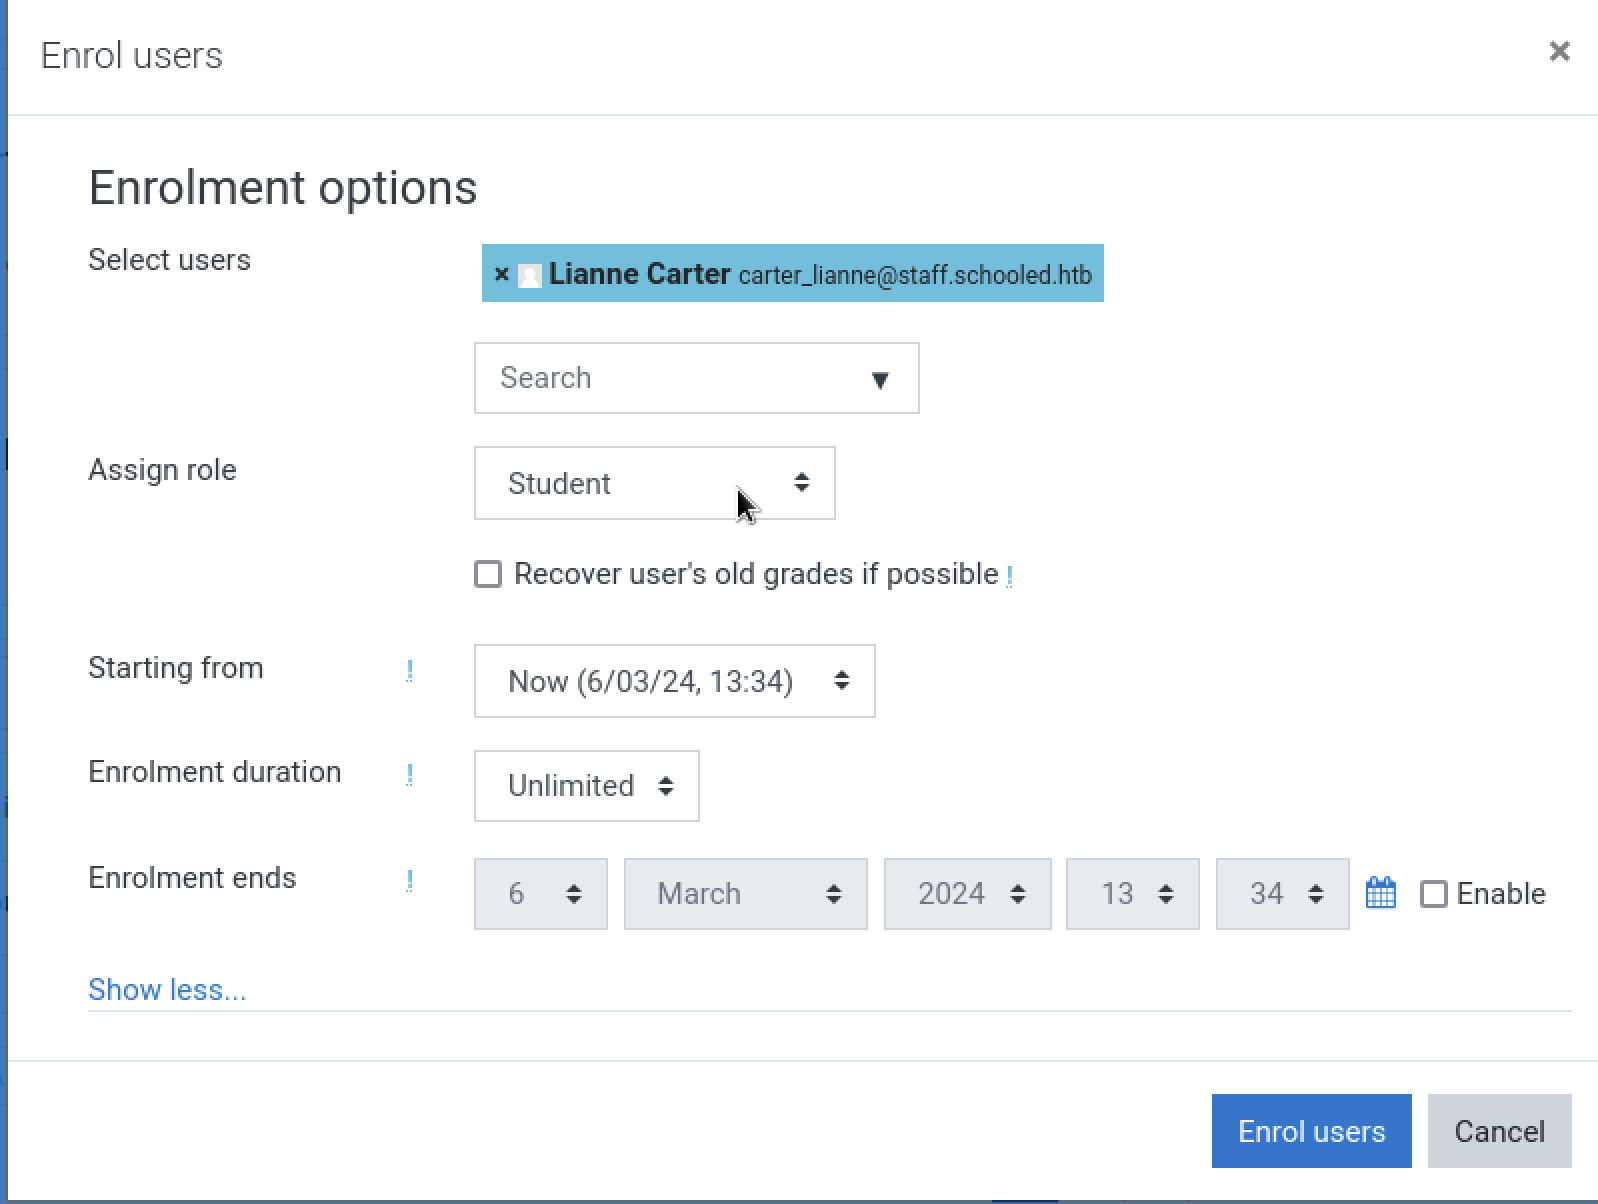 Enrol users ×
Enrolment options
Select users × Lianne Carter carter_lianne@staff.schooled.htb
Search ▼
Assign role Student
Recover user's old grades if possible !
Starting from ! Now (6/03/24, 13:34)
Enrolment duration ! Unlimited
Enrolment ends ! 6 March 2024 13 34 Enable
Show less...
Enrol users Cancel